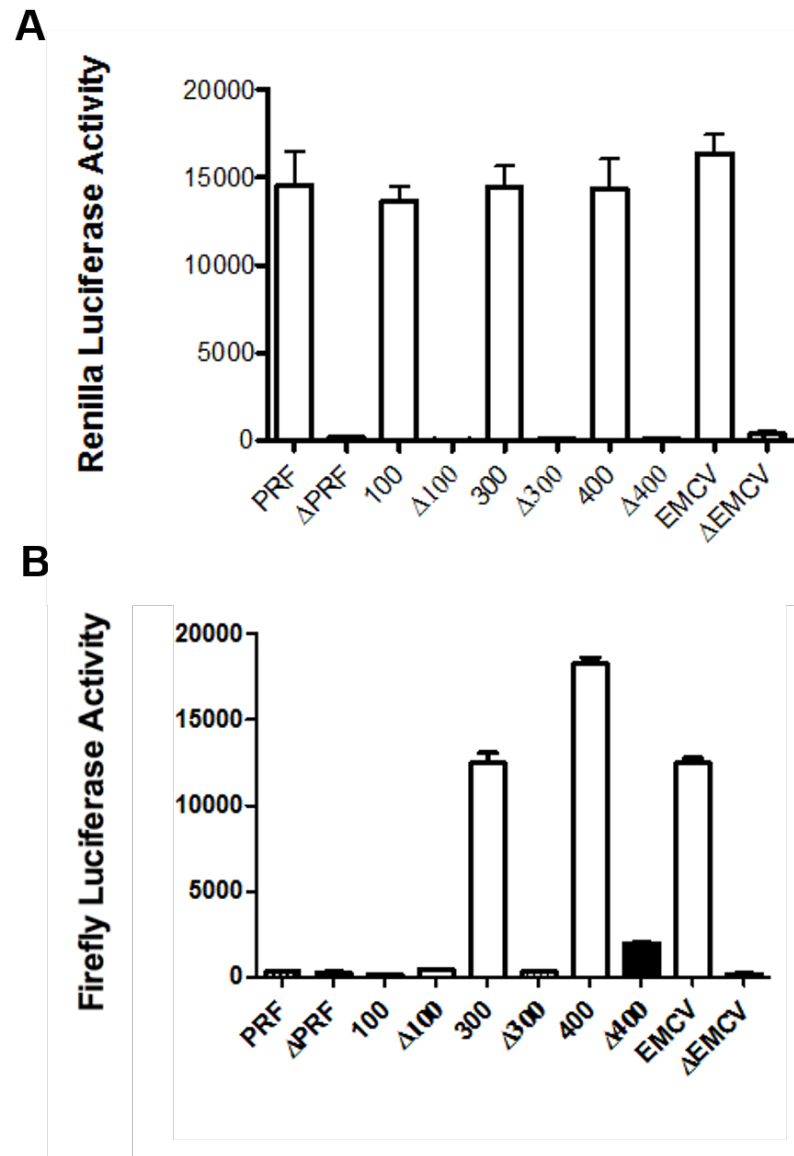 A
Renilla Luciferase Activity
20000
15000
10000
5000
0
PRF
ΔPRF
100
Δ100
300
Δ300
400
Δ400
EMCV
ΔEMCV
B
Firefly Luciferase Activity
20000
15000
10000
5000
0
PRF
ΔPRF
100
Δ100
300
Δ300
400
Δ400
EMCV
ΔEMCV